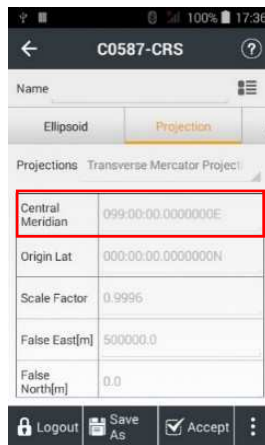 100% 17:36
C0587-CRS
Name
Ellipsoid Projection
Projections Transverse Mercator Project
Central Meridian 099:00:00.0000000E
Origin Lat 000:00:00.0000000N
Scale Factor 0.9996
False East[m] 500000.0
False North[m] 0.0
Logout Save As Accept